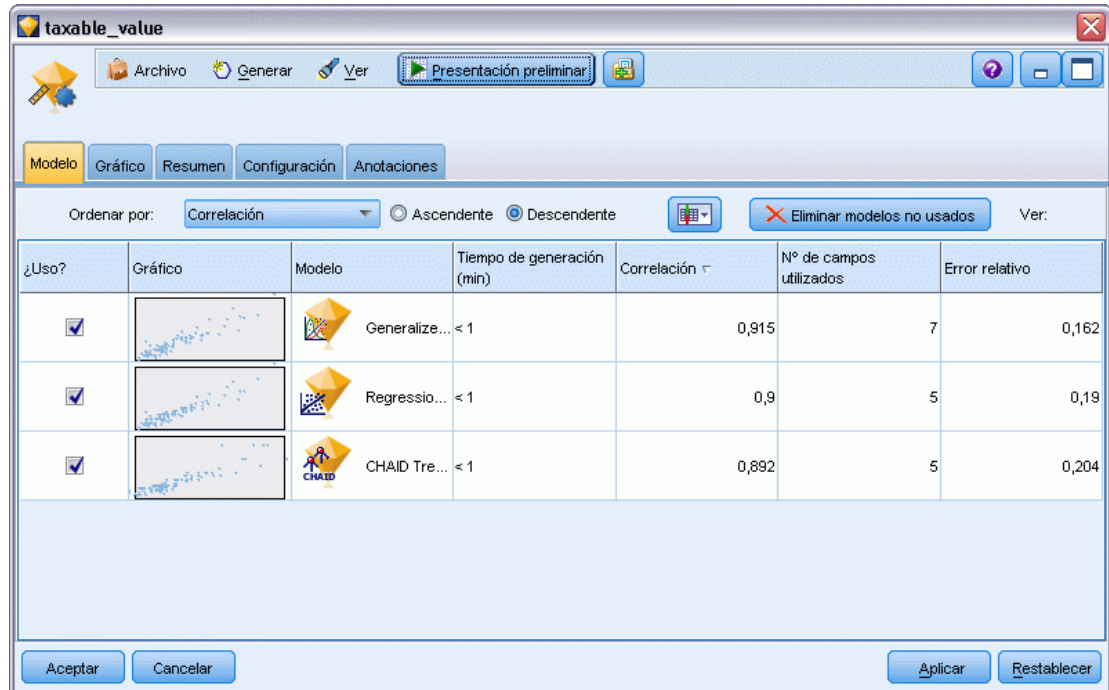 taxable_value
Archivo Generar Ver Presentación preliminar
Modelo Gráfico Resumen Configuración Anotaciones
Ordenar por: Correlación Ascendente Descendente Eliminar modelos no usados Ver:
¿Uso? Gráfico Modelo Tiempo de generación (min) Correlación Nº de campos utilizados Error relativo
Generalize... < 1 0,915 7 0,162
Regressio... < 1 0,9 5 0,19
CHAID CHAID Tre... < 1 0,892 5 0,204
Aceptar Cancelar Aplicar Restablecer